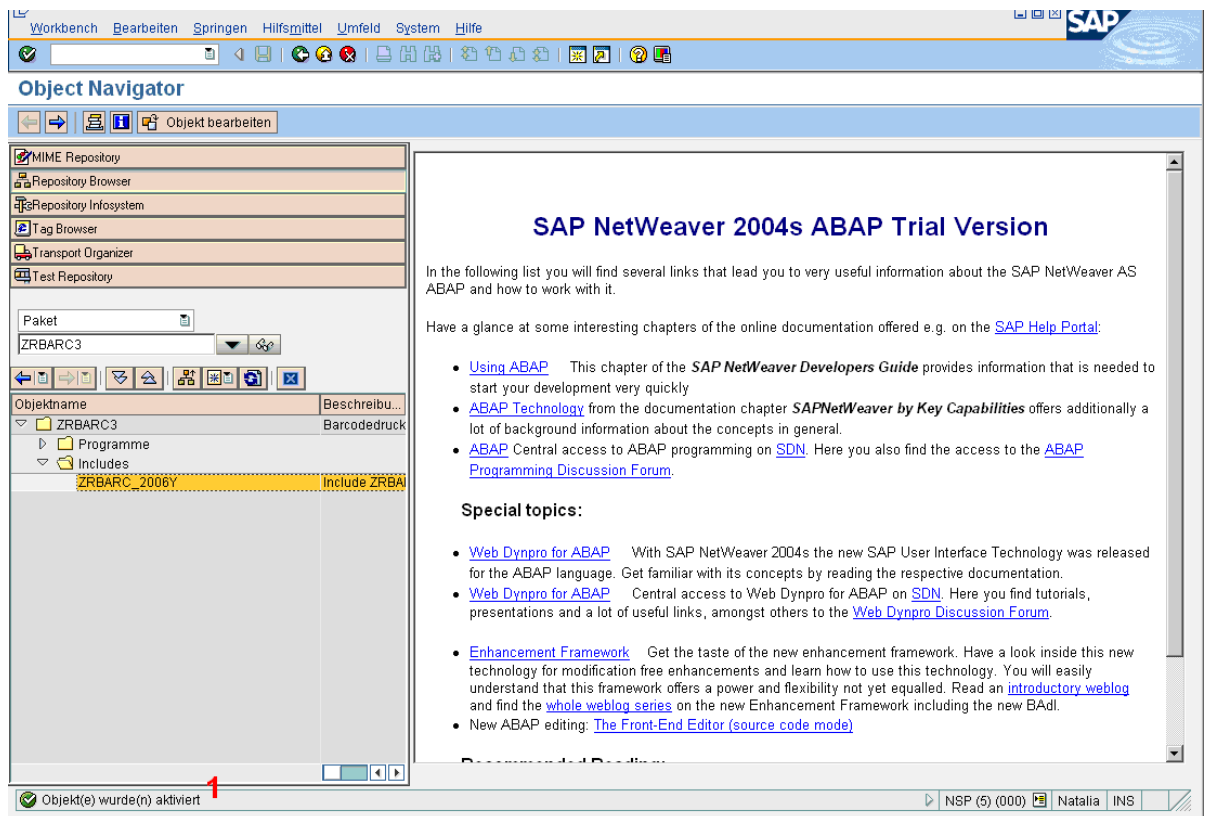 Workbench Bearbeiten Springen Hilfsmittel Umfeld System Hilfe
SAP
Object Navigator
Objekt bearbeiten
MIME Repository
Repository Browser
Repository Infosystem
Tag Browser
Transport Organizer
Test Repository
Paket
ZRBARC3
Objektname Beschreibu...
ZRBARC3 Barcodedruck
Programme
Includes
ZRBARC_2006Y Include ZRBA
SAP NetWeaver 2004s ABAP Trial Version
In the following list you will find several links that lead you to very useful information about the SAP NetWeaver AS
ABAP and how to work with it.
Have a glance at some interesting chapters of the online documentation offered e.g. on the SAP Help Portal:
• Using ABAP This chapter of the SAP NetWeaver Developers Guide provides information that is needed to
start your development very quickly
• ABAP Technology from the documentation chapter SAPNetWeaver by Key Capabilities offers additionally a
lot of background information about the concepts in general.
• ABAP Central access to ABAP programming on SDN. Here you also find the access to the ABAP
Programming Discussion Forum.
Special topics:
• Web Dynpro for ABAP With SAP NetWeaver 2004s the new SAP User Interface Technology was released
for the ABAP language. Get familiar with its concepts by reading the respective documentation.
• Web Dynpro for ABAP Central access to Web Dynpro for ABAP on SDN. Here you find tutorials,
presentations and a lot of useful links, amongst others to the Web Dynpro Discussion Forum.
• Enhancement Framework Get the taste of the new enhancement framework. Have a look inside this new
technology for modification free enhancements and learn how to use this technology. You will easily
understand that this framework offers a power and flexibility not yet equalled. Read an introductory weblog
and find the whole weblog series on the new Enhancement Framework including the new BAdI.
• New ABAP editing: The Front-End Editor (source code mode)
1
Objekt(e) wurde(n) aktiviert
NSP (5) (000) Natalia INS